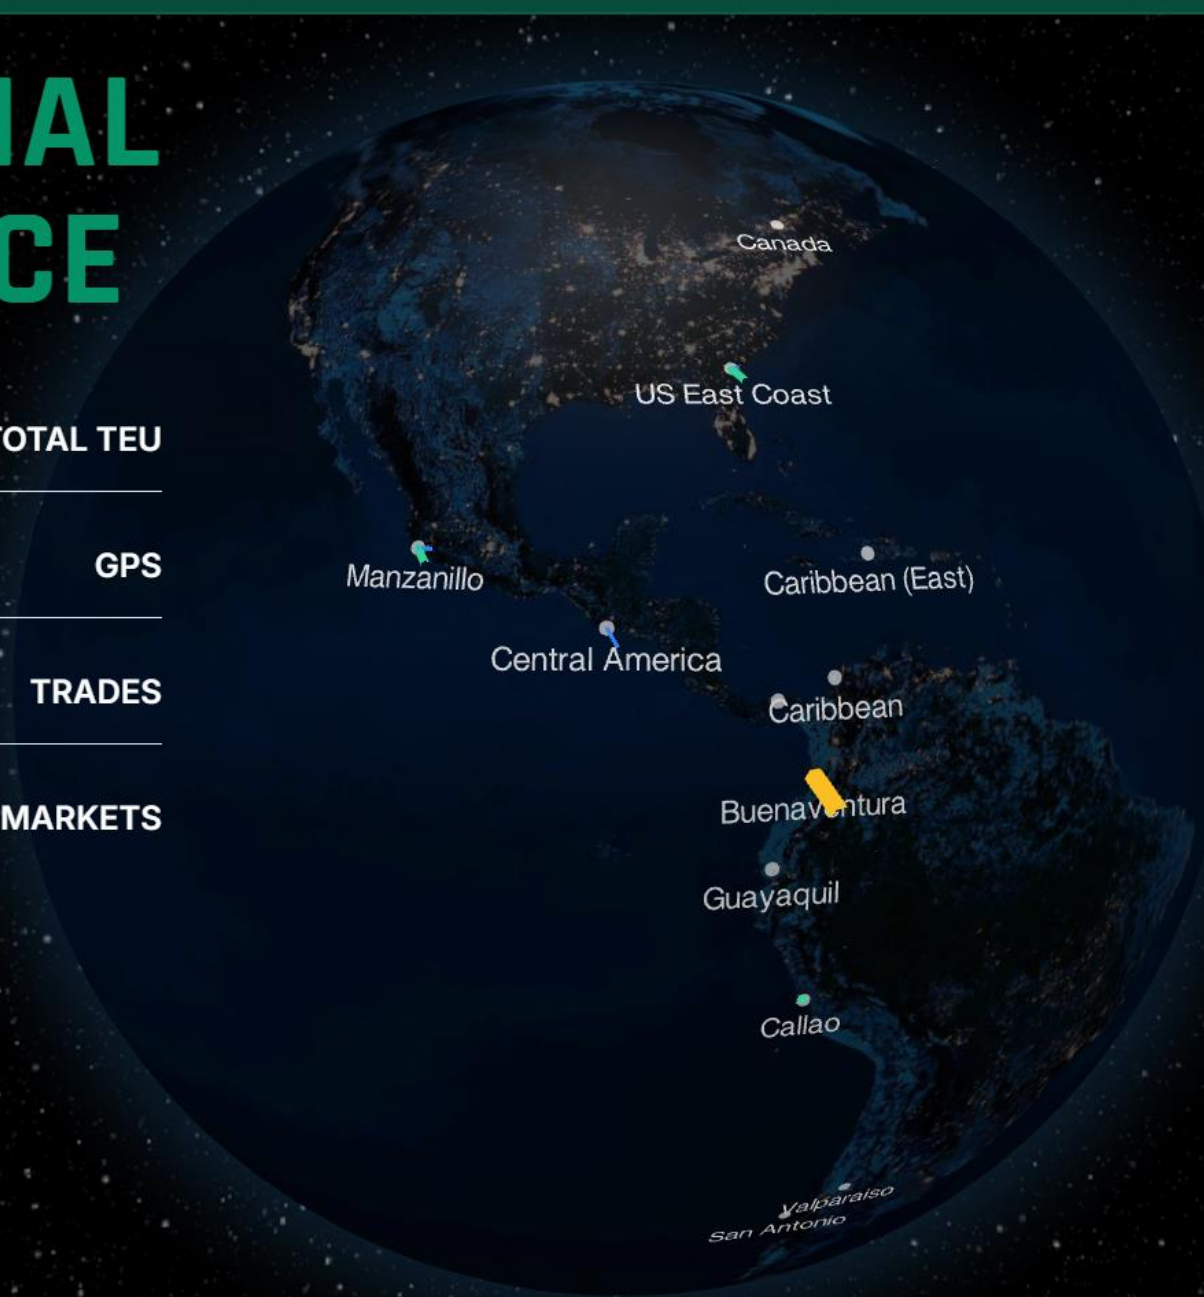 IAL
CE
TOTAL TEU
GPS
TRADES
MARKETS
Canada
US East Coast
Manzanillo
Caribbean (East)
Central America
Caribbean
Buenaventura
Guayaquil
Callao
Valparaiso
San Antonio